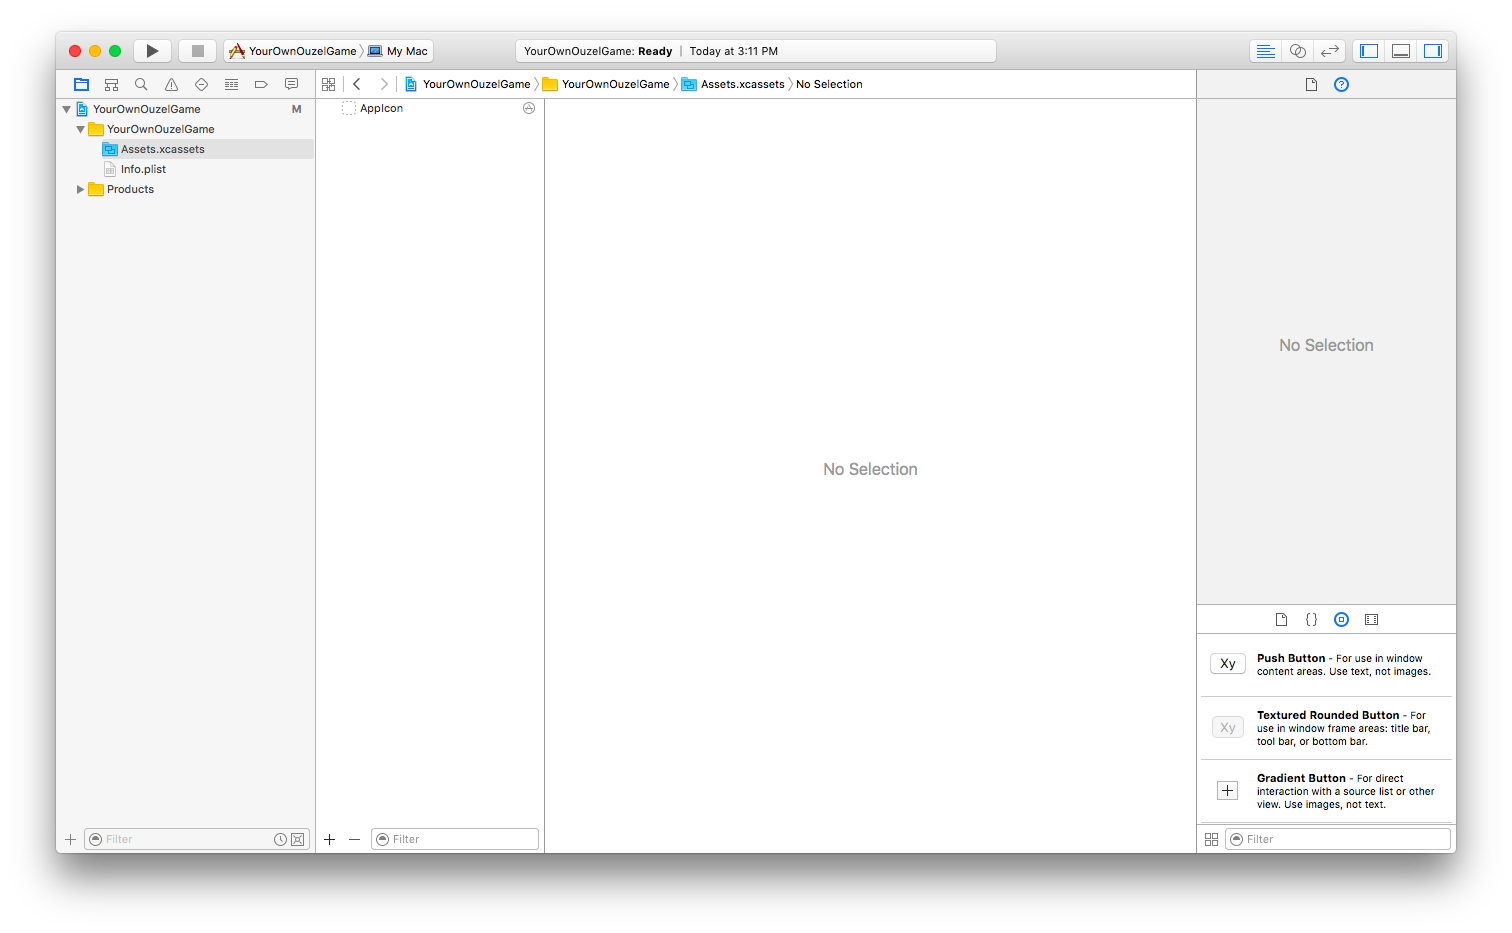 YourOwnOuzelGame My Mac
YourOwnOuzelGame: Ready | Today at 3:11 PM
YourOwnOuzelGame YourOwnOuzelGame Assets.xcassets No Selection
YourOwnOuzelGame M
YourOwnOuzelGame
Assets.xcassets
Info.plist
Products
Filter
AppIcon
Filter
No Selection
No Selection
{ }
Xy
Push Button - For use in window
content areas. Use text, not images.
Xy
Textured Rounded Button - For
use in window frame areas: title bar,
tool bar, or bottom bar.
Gradient Button - For direct
interaction with a source list or other
view. Use images, not text.
Filter